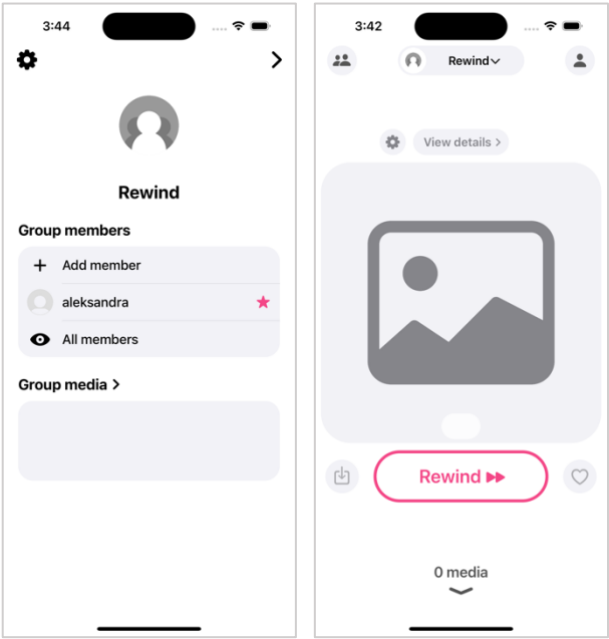 3:44
Rewind
Group members
Add member
aleksandra
All members
Group media >
3:42
Rewind
View details >
Rewind
0 media